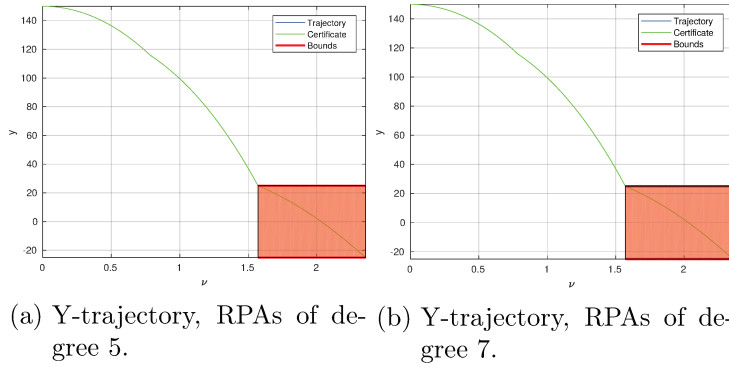 140
120
100
80
60
40
20
0
-20
y
0
0.5
1
1.5
2
ν
Trajectory
Certificate
Bounds
140
120
100
80
60
40
20
0
-20
y
0
0.5
1
1.5
2
ν
Trajectory
Certificate
Bounds
(a) Y-trajectory, RPAs of de-
gree 5.
(b) Y-trajectory, RPAs of de-
gree 7.